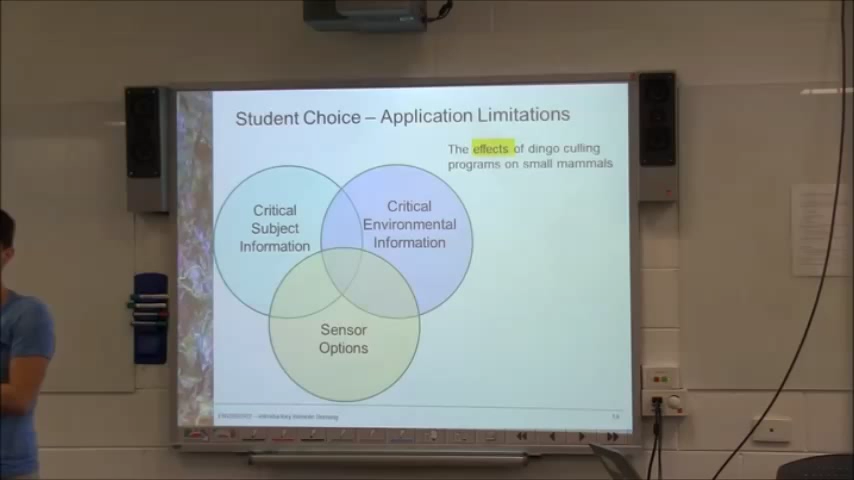 Student Choice – Application Limitations
The effects of dingo culling
programs on small mammals
Critical
Subject
Information
Critical
Environmental
Information
Sensor
Options